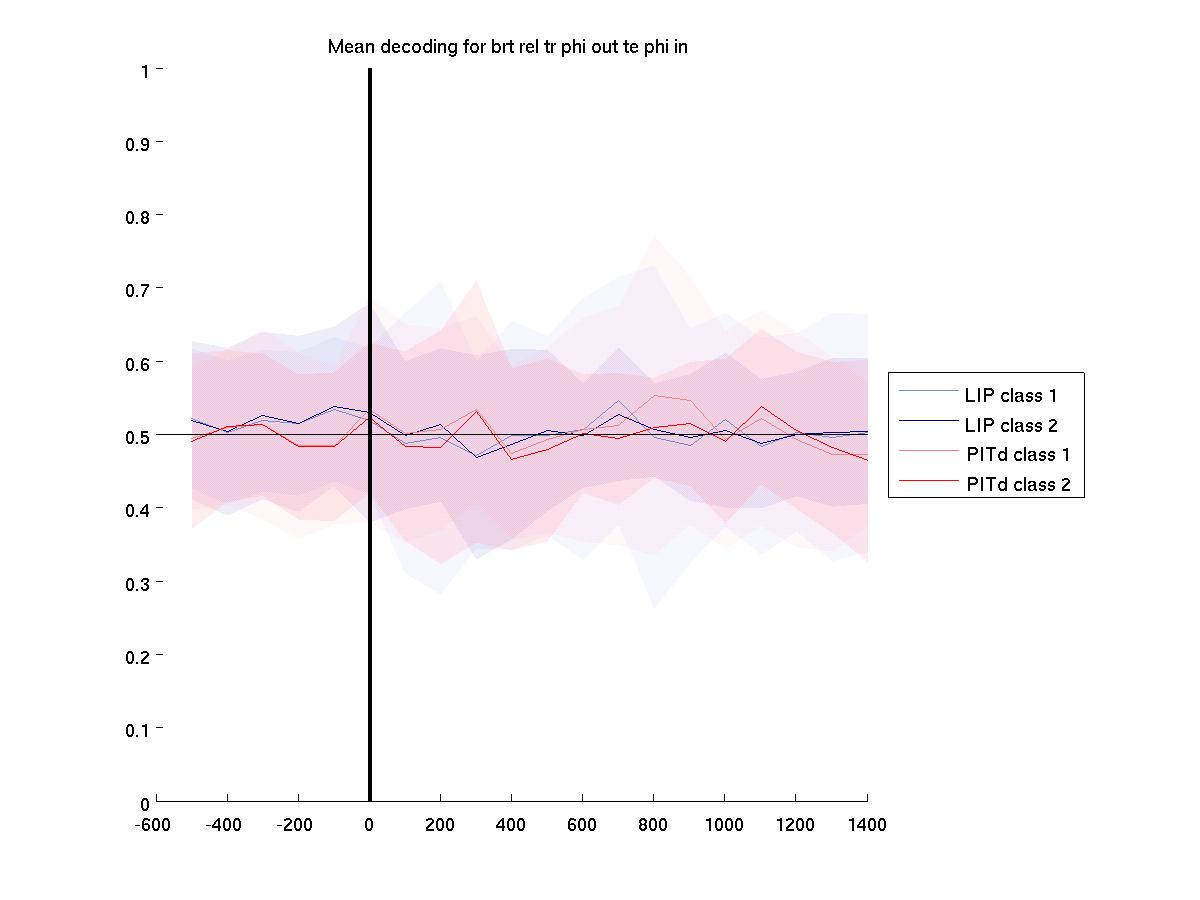 Mean decoding for brt rel tr phi out te phi in
1
0.9
0.8
0.7
0.6
0.5
0.4
0.3
0.2
0.1
0
-600 -400 -200 0 200 400 600 800 1000 1200 1400
LIP class 1
LIP class 2
PITd class 1
PITd class 2